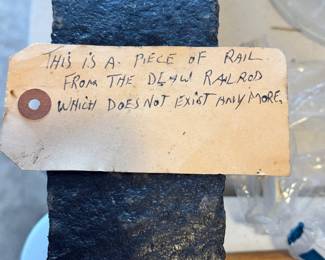 THIS IS A PIECE OF RAIL
FROM THE DL&W RAILROD
WHICH DOES NOT EXIST ANY MORE.